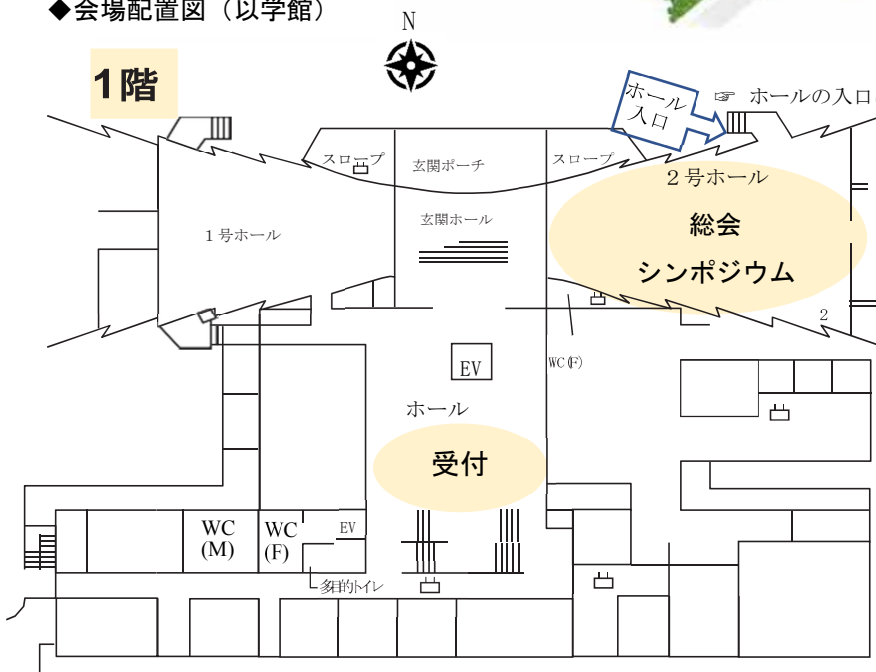 ◆会場配置図（以学館）
N
1階
ホール
入口
☞ ホールの入口
スロープ
玄関ポーチ
スロープ
2号ホール
玄関ホール
1号ホール
総会
シンポジウム
2
WC(F)
EV
ホール
受付
WC
(M)
WC
(F)
EV
多目的トイレ